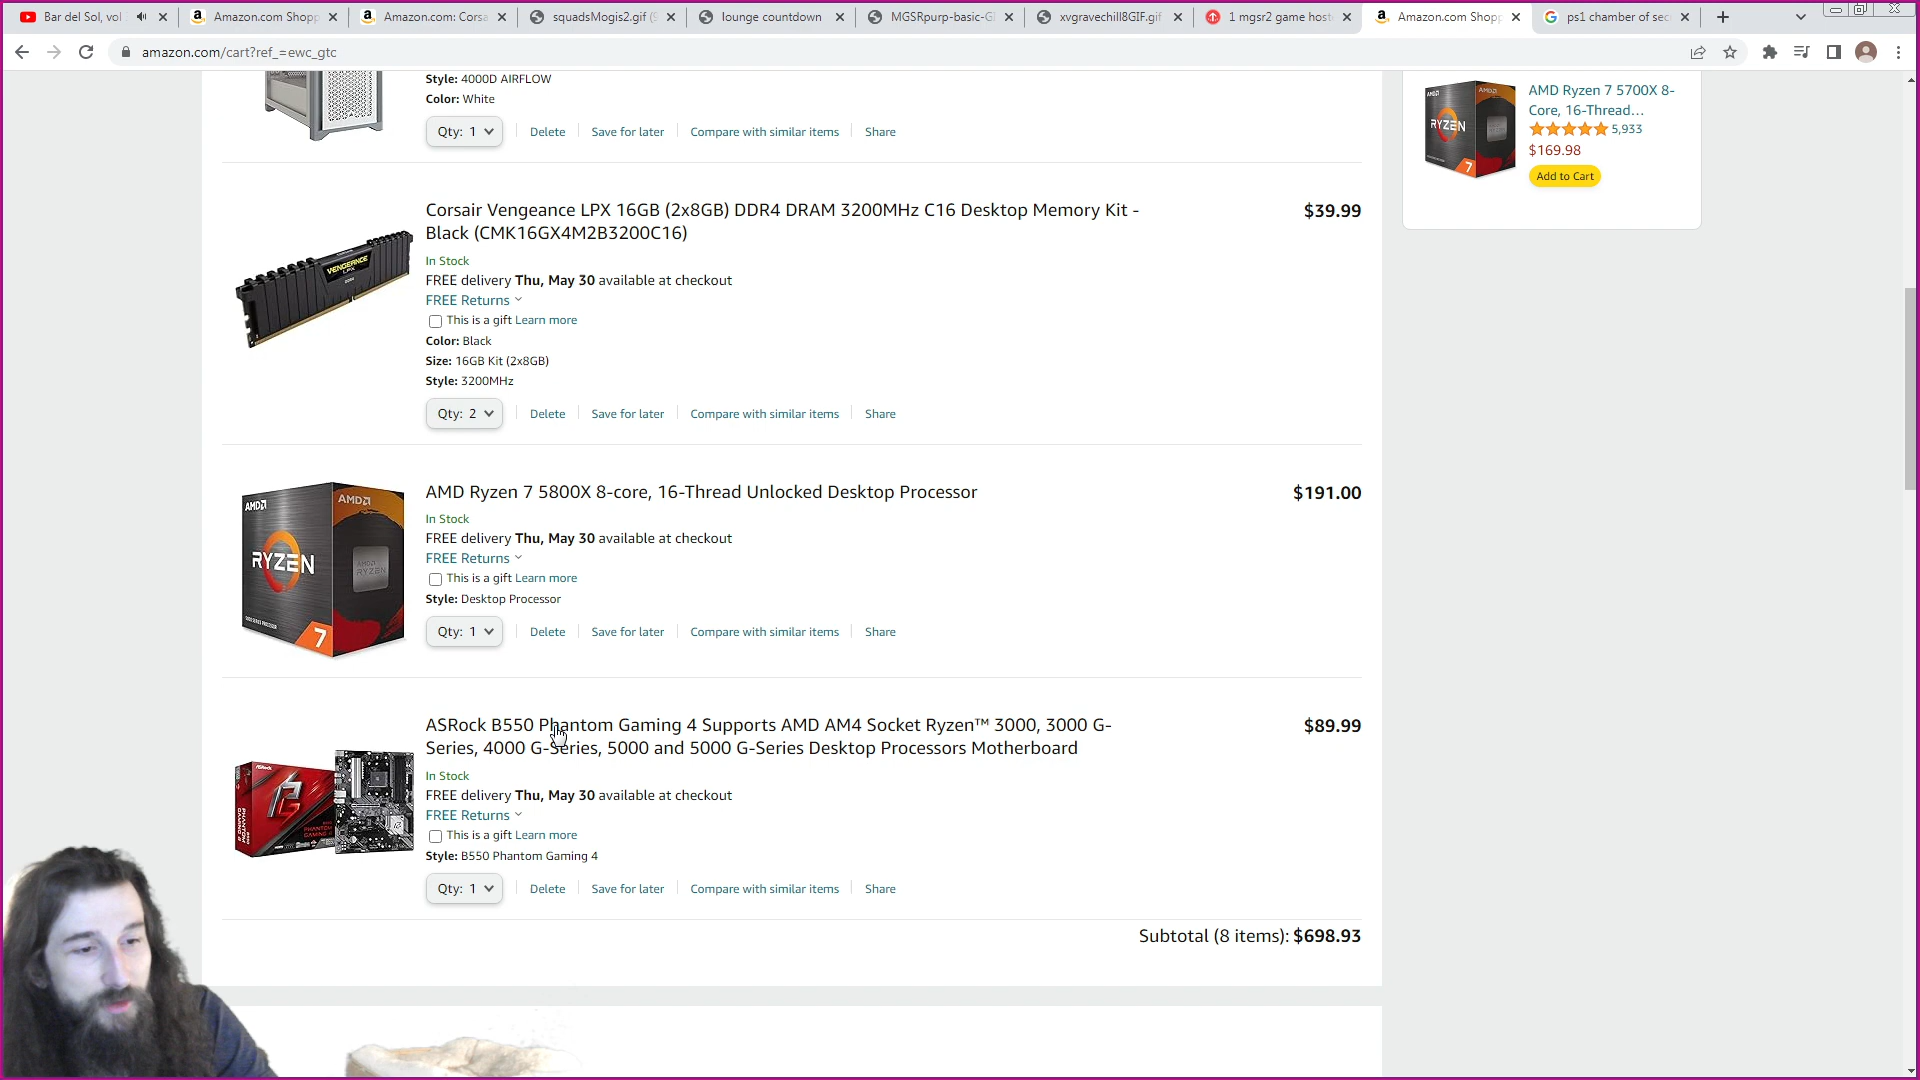 Bar del Sol, vol
Amazon.com Shopp
Amazon.com: Corsa
squadsMogis2.gif (
lounge countdown
MGSRpurp-basic-G
xvgravechill8GIF.gif
1 mgsr2 game host
Amazon.com Shopp
ps1 chamber of sec
amazon.com/cart?ref_=ewc_gtc
Style: 4000D AIRFLOW
Color: White
Qty: 1
Delete
Save for later
Compare with similar items
Share
AMD Ryzen 7 5700X 8-
Core, 16-Thread...
5,933
$169.98
Add to Cart
AMD
RYZEN
7
Corsair Vengeance LPX 16GB (2x8GB) DDR4 DRAM 3200MHz C16 Desktop Memory Kit -
Black (CMK16GX4M2B3200C16)
$39.99
In Stock
FREE delivery Thu, May 30 available at checkout
FREE Returns
This is a gift Learn more
Color: Black
Size: 16GB Kit (2x8GB)
Style: 3200MHz
Qty: 2
Delete
Save for later
Compare with similar items
Share
VENGEANCE
LPX
AMD Ryzen 7 5800X 8-core, 16-Thread Unlocked Desktop Processor
$191.00
In Stock
FREE delivery Thu, May 30 available at checkout
FREE Returns
This is a gift Learn more
Style: Desktop Processor
Qty: 1
Delete
Save for later
Compare with similar items
Share
AMD
AMD
RYZEN
AMD
RYZEN
7
ASRock B550 Phantom Gaming 4 Supports AMD AM4 Socket Ryzen™ 3000, 3000 G-
Series, 4000 G-Series, 5000 and 5000 G-Series Desktop Processors Motherboard
$89.99
In Stock
FREE delivery Thu, May 30 available at checkout
FREE Returns
This is a gift Learn more
Style: B550 Phantom Gaming 4
Qty: 1
Delete
Save for later
Compare with similar items
Share
Subtotal (8 items): $698.93